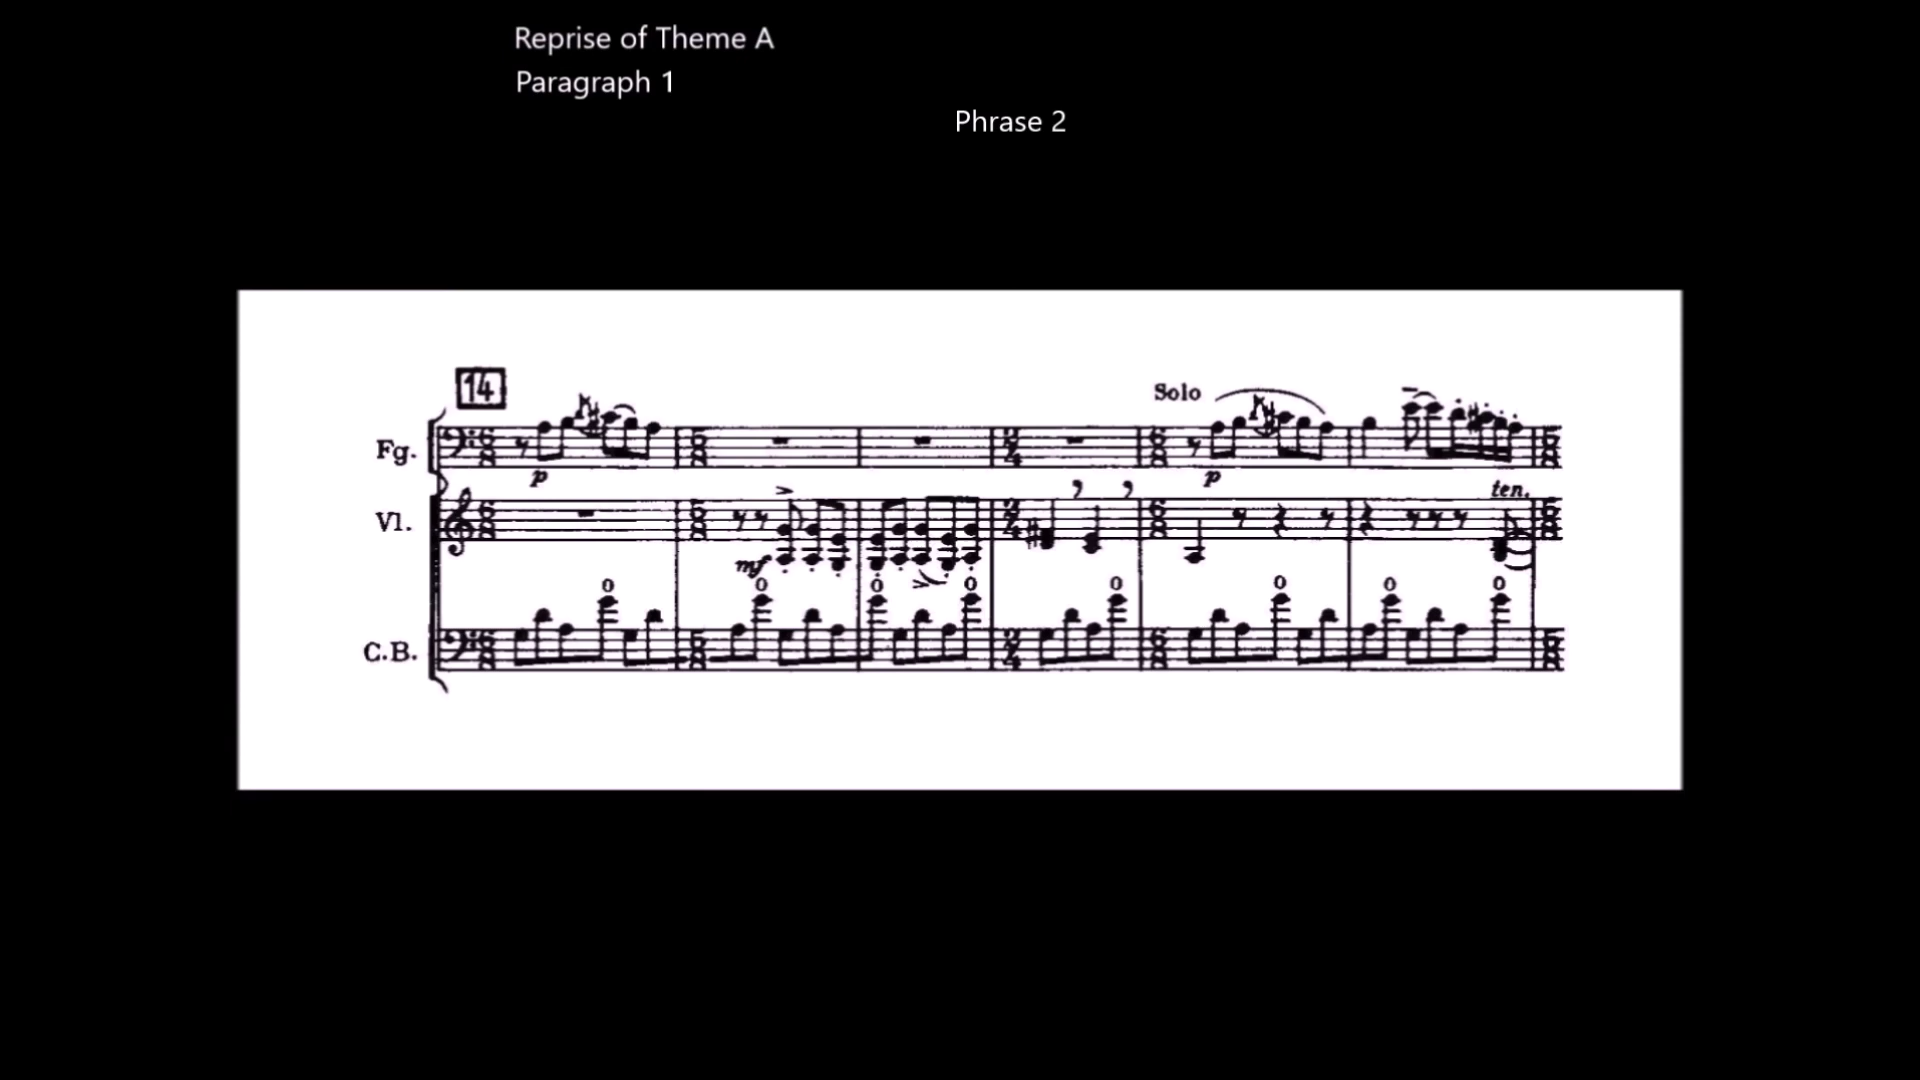 Reprise of Theme A
Paragraph 1
Phrase 2
14
Solo
Fg.
p
p
ten.
Vl.
mf
C.B.